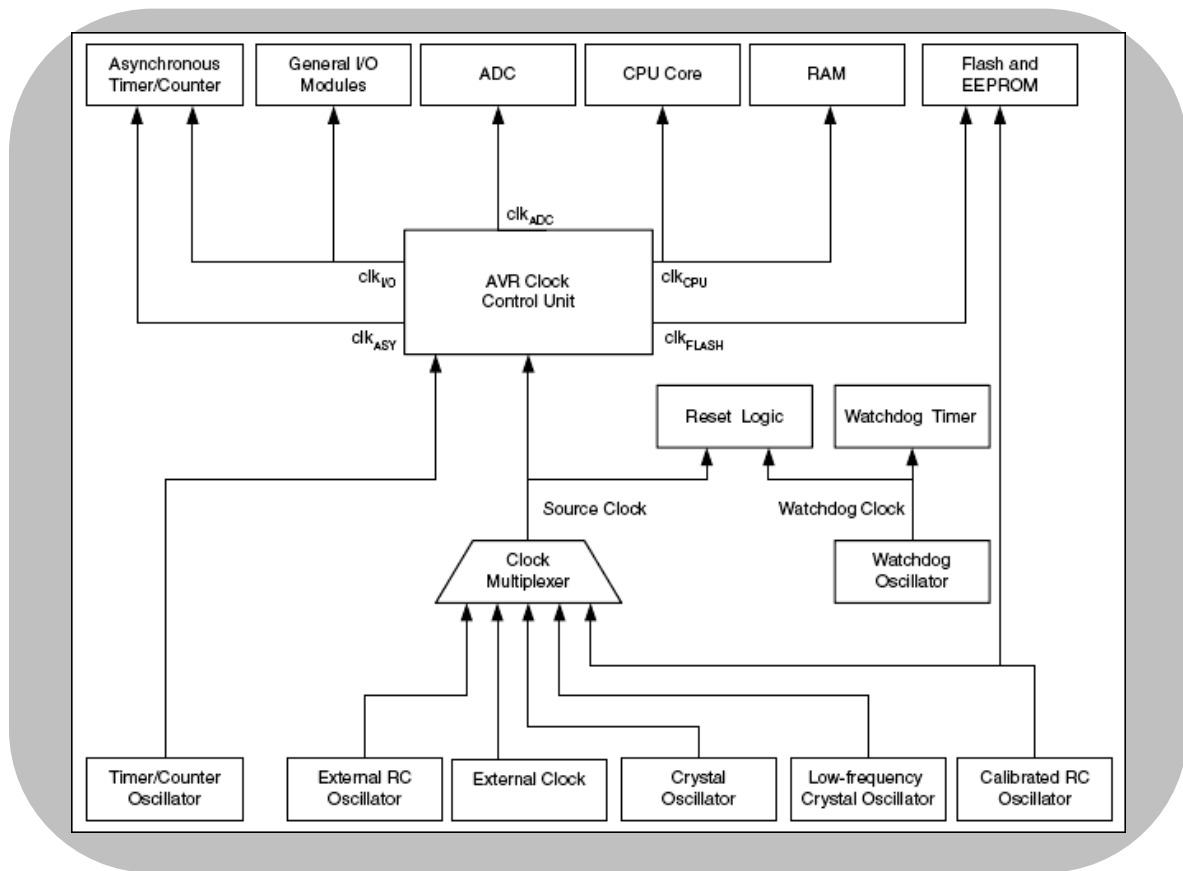 Asynchronous
Timer/Counter
General I/O
Modules
ADC
CPU Core
RAM
Flash and
EEPROM
clkADC
clkI/O
AVR Clock
Control Unit
clkCPU
clkASY
clkFLASH
Reset Logic
Watchdog Timer
Source Clock
Watchdog Clock
Clock
Multiplexer
Watchdog
Oscillator
Timer/Counter
Oscillator
External RC
Oscillator
External Clock
Crystal
Oscillator
Low-frequency
Crystal Oscillator
Calibrated RC
Oscillator